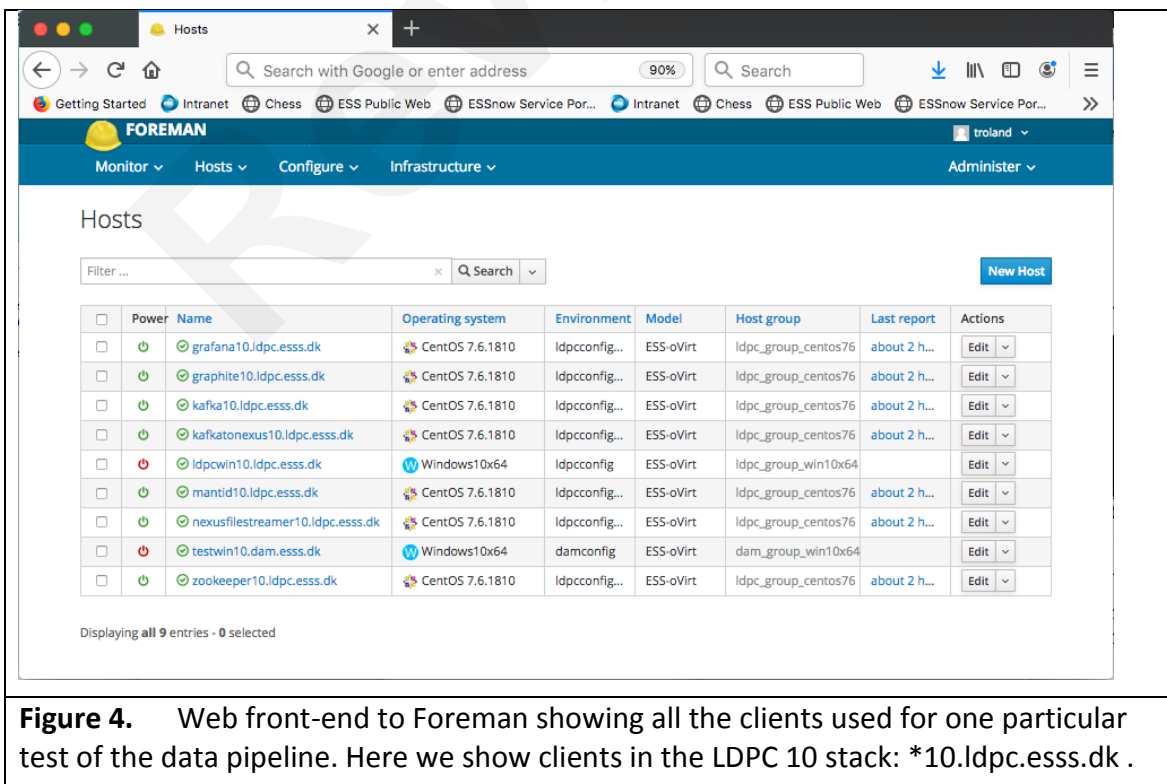 Hosts
Search with Google or enter address 90% Search
Getting Started Intranet Chess ESS Public Web ESSnow Service Por... Intranet Chess ESS Public Web ESSnow Service Por...
FOREMAN troland
Monitor Hosts Configure Infrastructure Administer
Hosts
Filter ... Search New Host
Power Name Operating system Environment Model Host group Last report Actions
grafana10.ldpc.esss.dk CentOS 7.6.1810 ldpcconfig... ESS-oVirt ldpc_group_centos76 about 2 h... Edit
graphite10.ldpc.esss.dk CentOS 7.6.1810 ldpcconfig... ESS-oVirt ldpc_group_centos76 about 2 h... Edit
kafka10.ldpc.esss.dk CentOS 7.6.1810 ldpcconfig... ESS-oVirt ldpc_group_centos76 about 2 h... Edit
kafkatonexus10.ldpc.esss.dk CentOS 7.6.1810 ldpcconfig... ESS-oVirt ldpc_group_centos76 about 2 h... Edit
ldpcwin10.ldpc.esss.dk Windows10x64 ldpcconfig ESS-oVirt ldpc_group_win10x64 Edit
mantid10.ldpc.esss.dk CentOS 7.6.1810 ldpcconfig... ESS-oVirt ldpc_group_centos76 about 2 h... Edit
nexusfilestreamer10.ldpc.esss.dk CentOS 7.6.1810 ldpcconfig... ESS-oVirt ldpc_group_centos76 about 2 h... Edit
testwin10.dam.esss.dk Windows10x64 damconfig ESS-oVirt dam_group_win10x64 Edit
zookeeper10.ldpc.esss.dk CentOS 7.6.1810 ldpcconfig... ESS-oVirt ldpc_group_centos76 about 2 h... Edit
Displaying all 9 entries - 0 selected
Figure 4. Web front-end to Foreman showing all the clients used for one particular
test of the data pipeline. Here we show clients in the LDPC 10 stack: *10.ldpc.esss.dk .